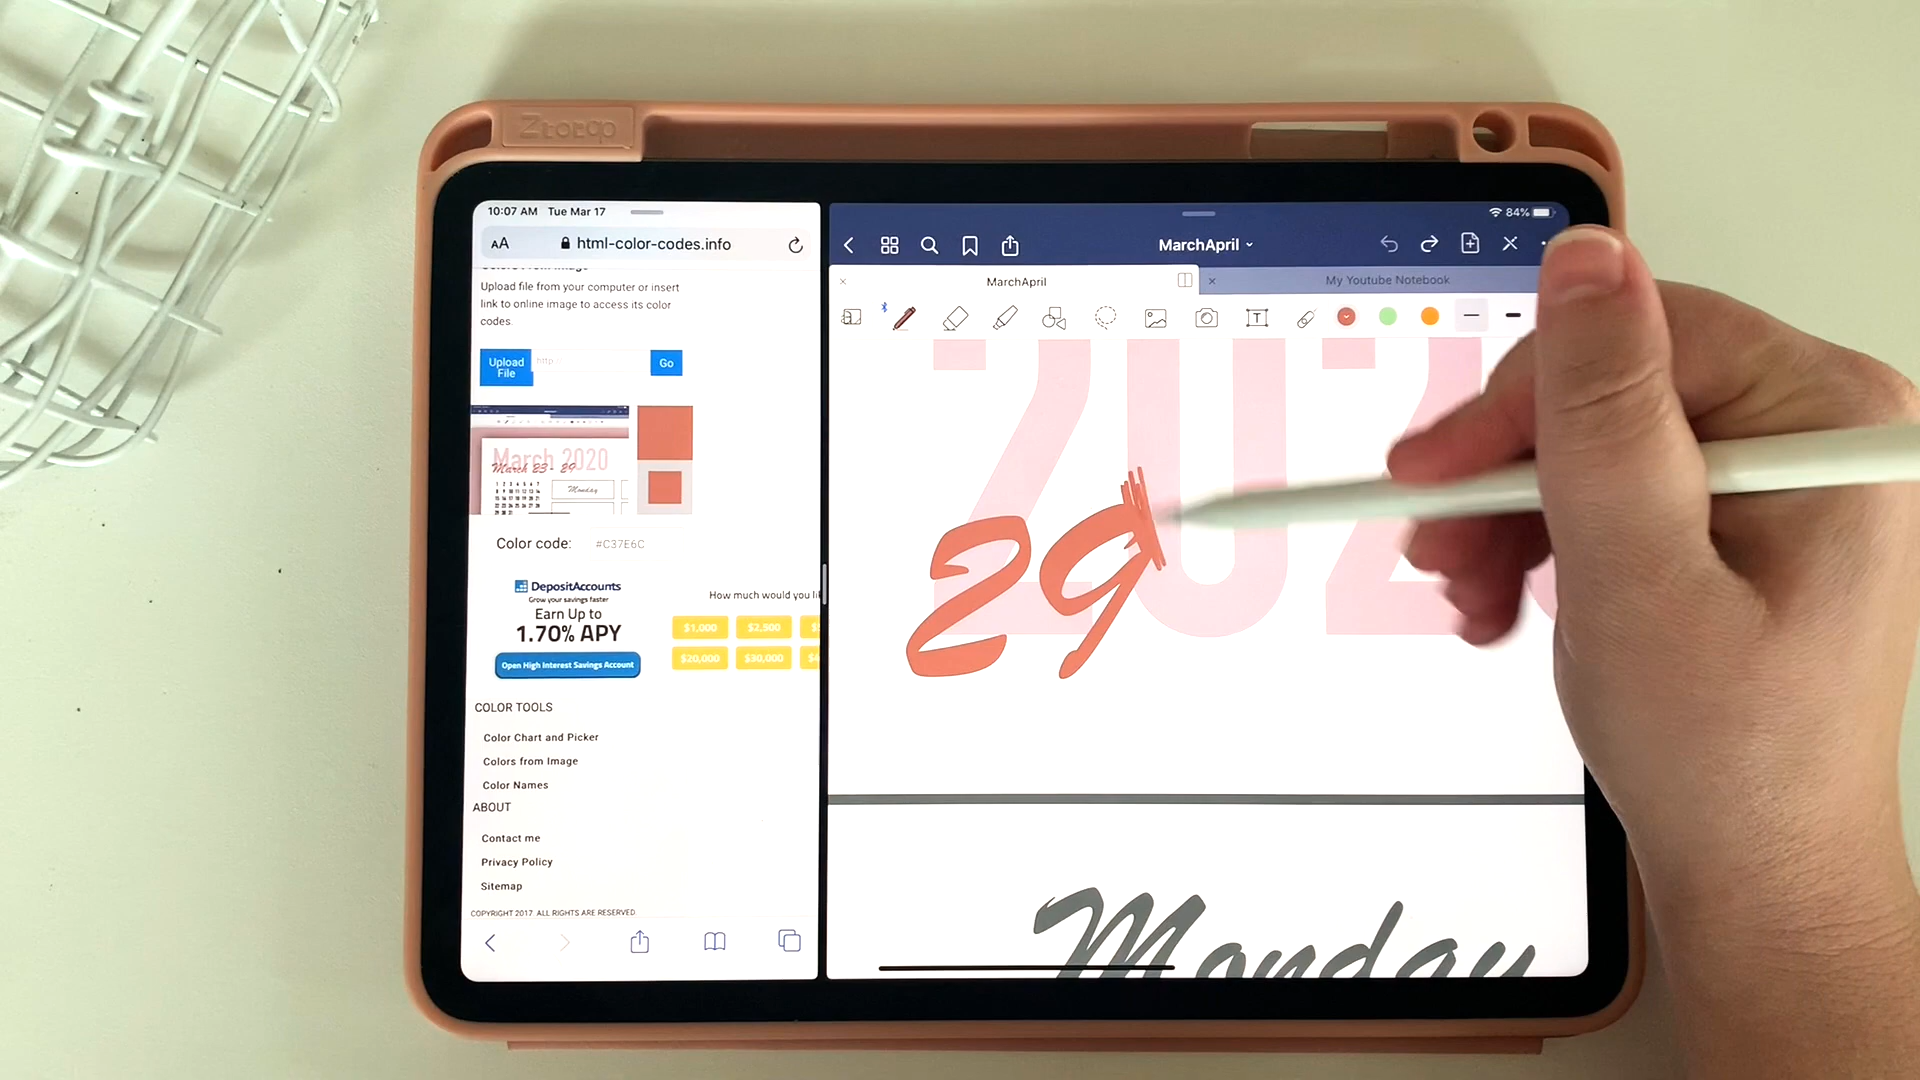 Ztotop
10:07 AM Tue Mar 17
AA html-color-codes.info
Upload file from your computer or insert
link to online image to access its color
codes.
Upload
File
http://
Go
March 2020
March 23 - 29
Monday
Color code: #C37E6C
DepositAccounts
Grow your savings faster
Earn Up to
1.70% APY
Open High Interest Savings Account
How much would you li
$1,000 $2,500
$20,000 $30,000
COLOR TOOLS
Color Chart and Picker
Colors from Image
Color Names
ABOUT
Contact me
Privacy Policy
Sitemap
COPYRIGHT 2017. ALL RIGHTS ARE RESERVED.
84%
MarchApril
MarchApril
My Youtube Notebook
T
202
29
Monday